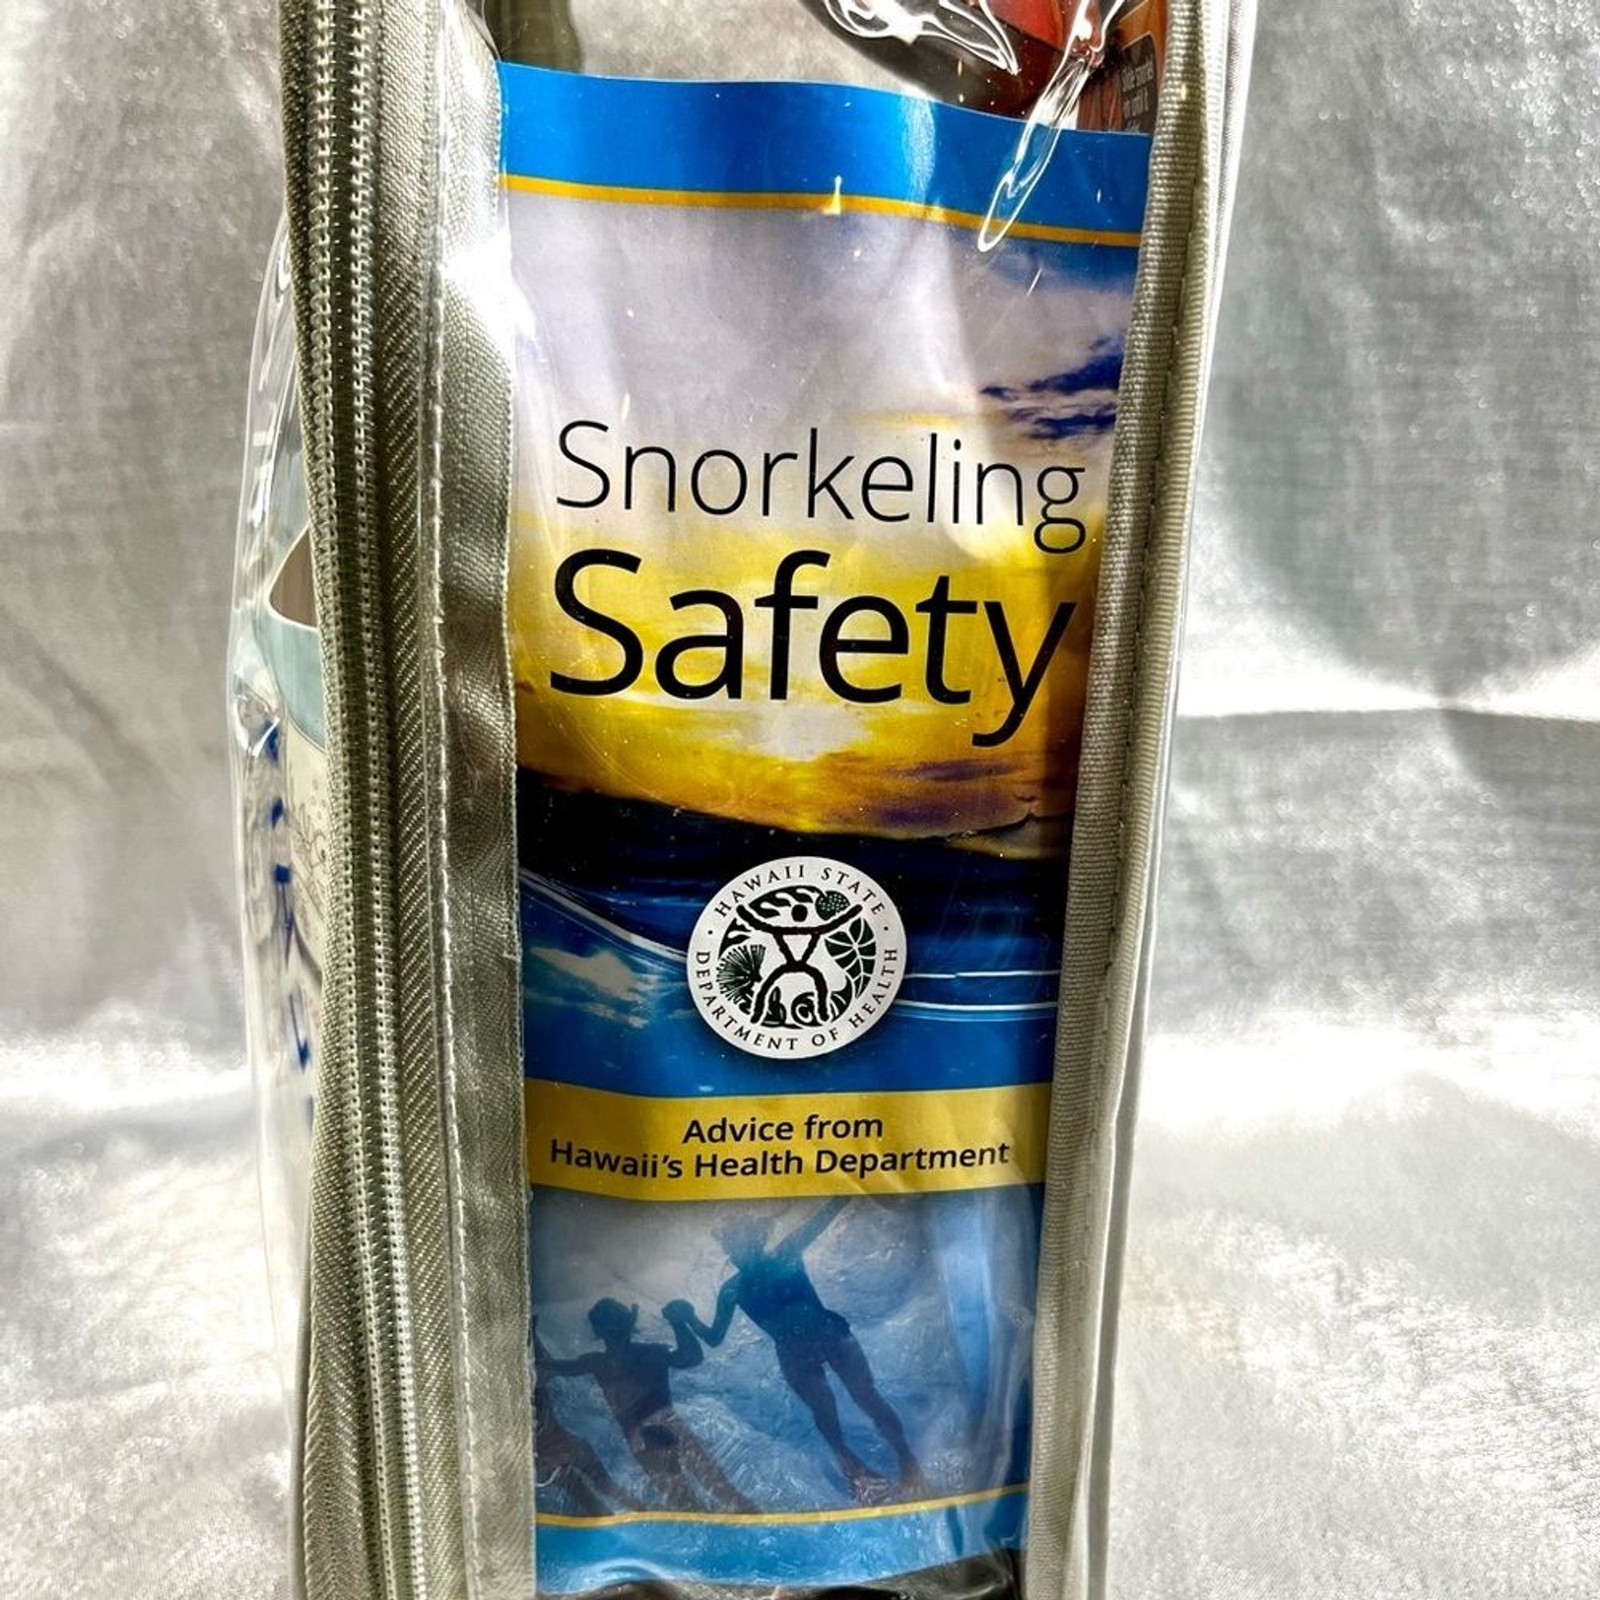 Snorkeling
Safety
HAWAII STATE
DEPARTMENT OF HEALTH
Advice from
Hawaii's Health Department